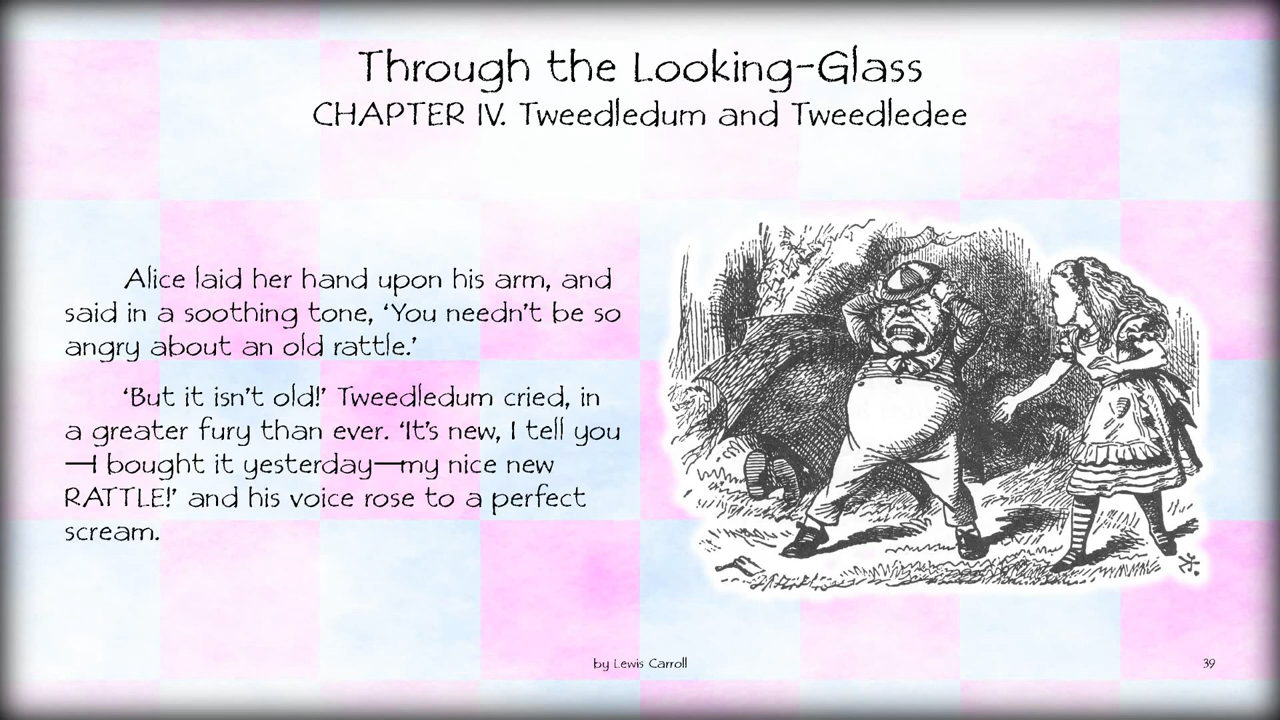 Through the Looking-Glass
CHAPTER IV. Tweedledum and Tweedledee
Alice laid her hand upon his arm, and
said in a soothing tone, ‘You needn’t be so
angry about an old rattle.’
‘But it isn’t old!’ Tweedledum cried, in
a greater fury than ever. ‘It’s new, I tell you
—I bought it yesterday—my nice new
RATTLE!’ and his voice rose to a perfect
scream.
by Lewis Carroll
39